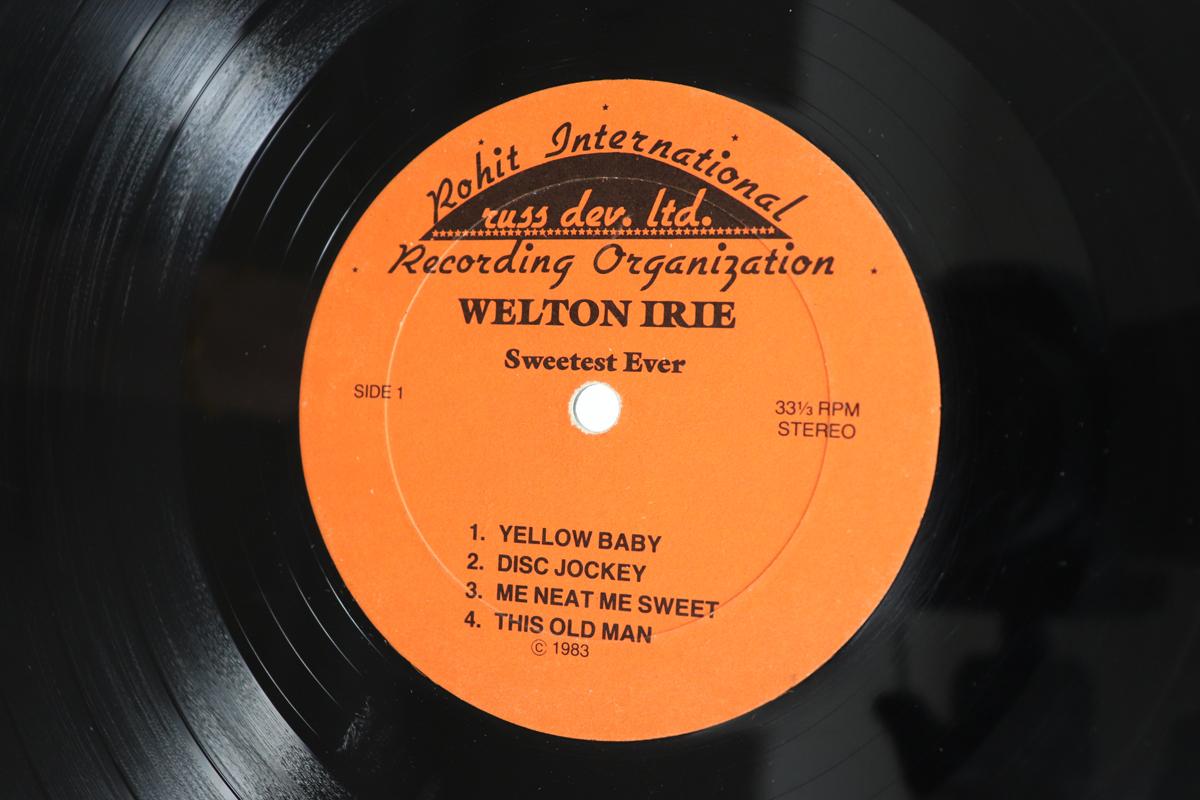 Rohit International
russ dev. ltd.
Recording Organization
WELTON IRIE
Sweetest Ever
SIDE 1
33⅓ RPM
STEREO
1. YELLOW BABY
2. DISC JOCKEY
3. ME NEAT ME SWEET
4. THIS OLD MAN
© 1983